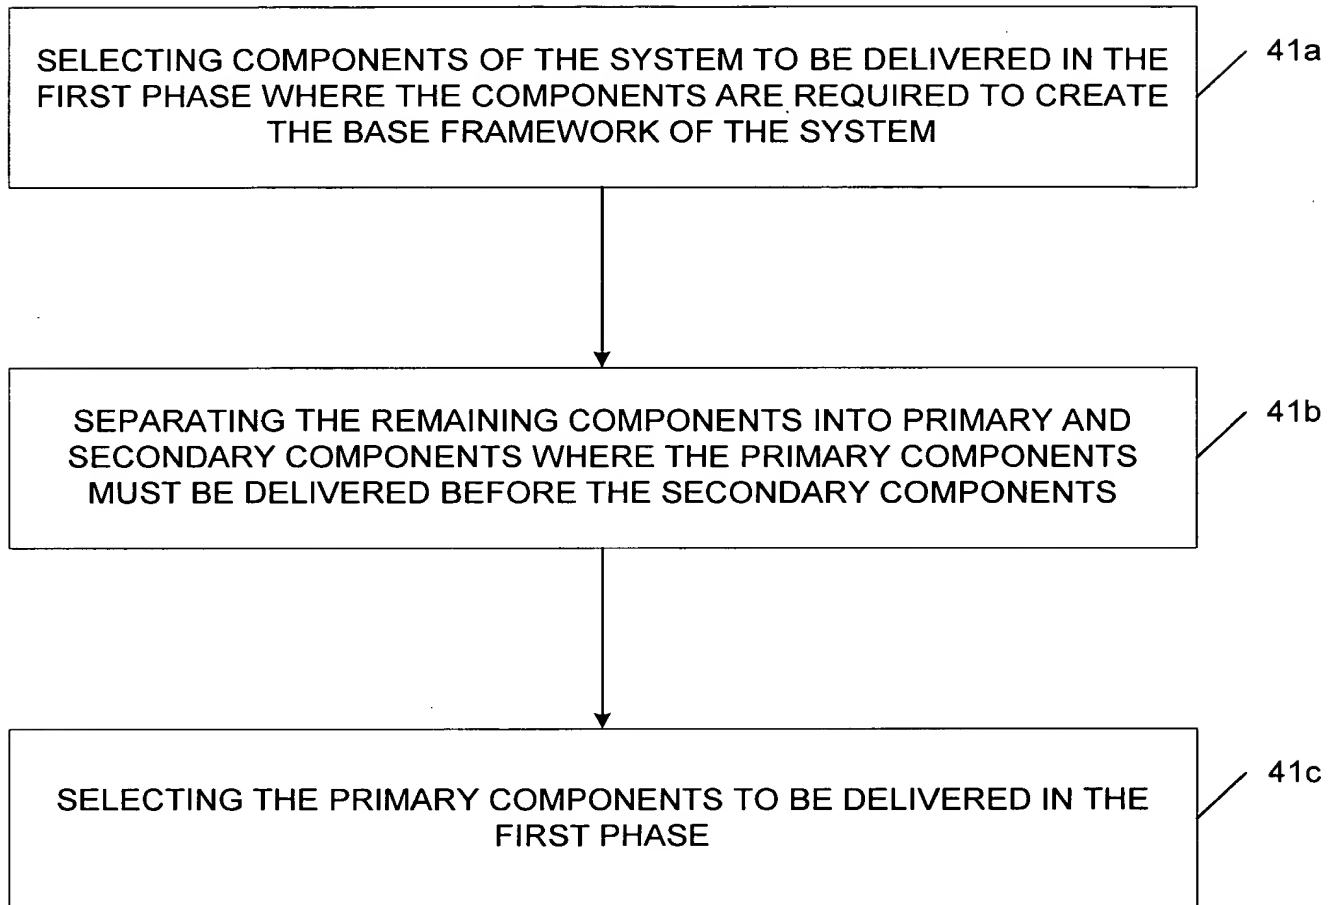 SELECTING COMPONENTS OF THE SYSTEM TO BE DELIVERED IN THE
FIRST PHASE WHERE THE COMPONENTS ARE REQUIRED TO CREATE
THE BASE FRAMEWORK OF THE SYSTEM
41a
SEPARATING THE REMAINING COMPONENTS INTO PRIMARY AND
SECONDARY COMPONENTS WHERE THE PRIMARY COMPONENTS
MUST BE DELIVERED BEFORE THE SECONDARY COMPONENTS
41b
SELECTING THE PRIMARY COMPONENTS TO BE DELIVERED IN THE
FIRST PHASE
41c